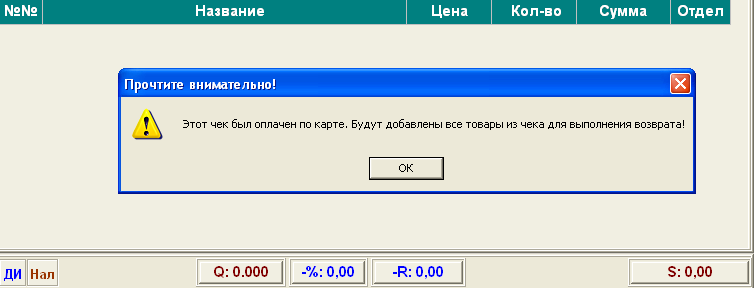 №№ Название Цена Кол-во Сумма Отдел
Прочтите внимательно!
Этот чек был оплачен по карте. Будут добавлены все товары из чека для выполнения возврата!
ОК
ДИ Нал Q: 0.000 -%: 0,00 -R: 0,00 S: 0,00